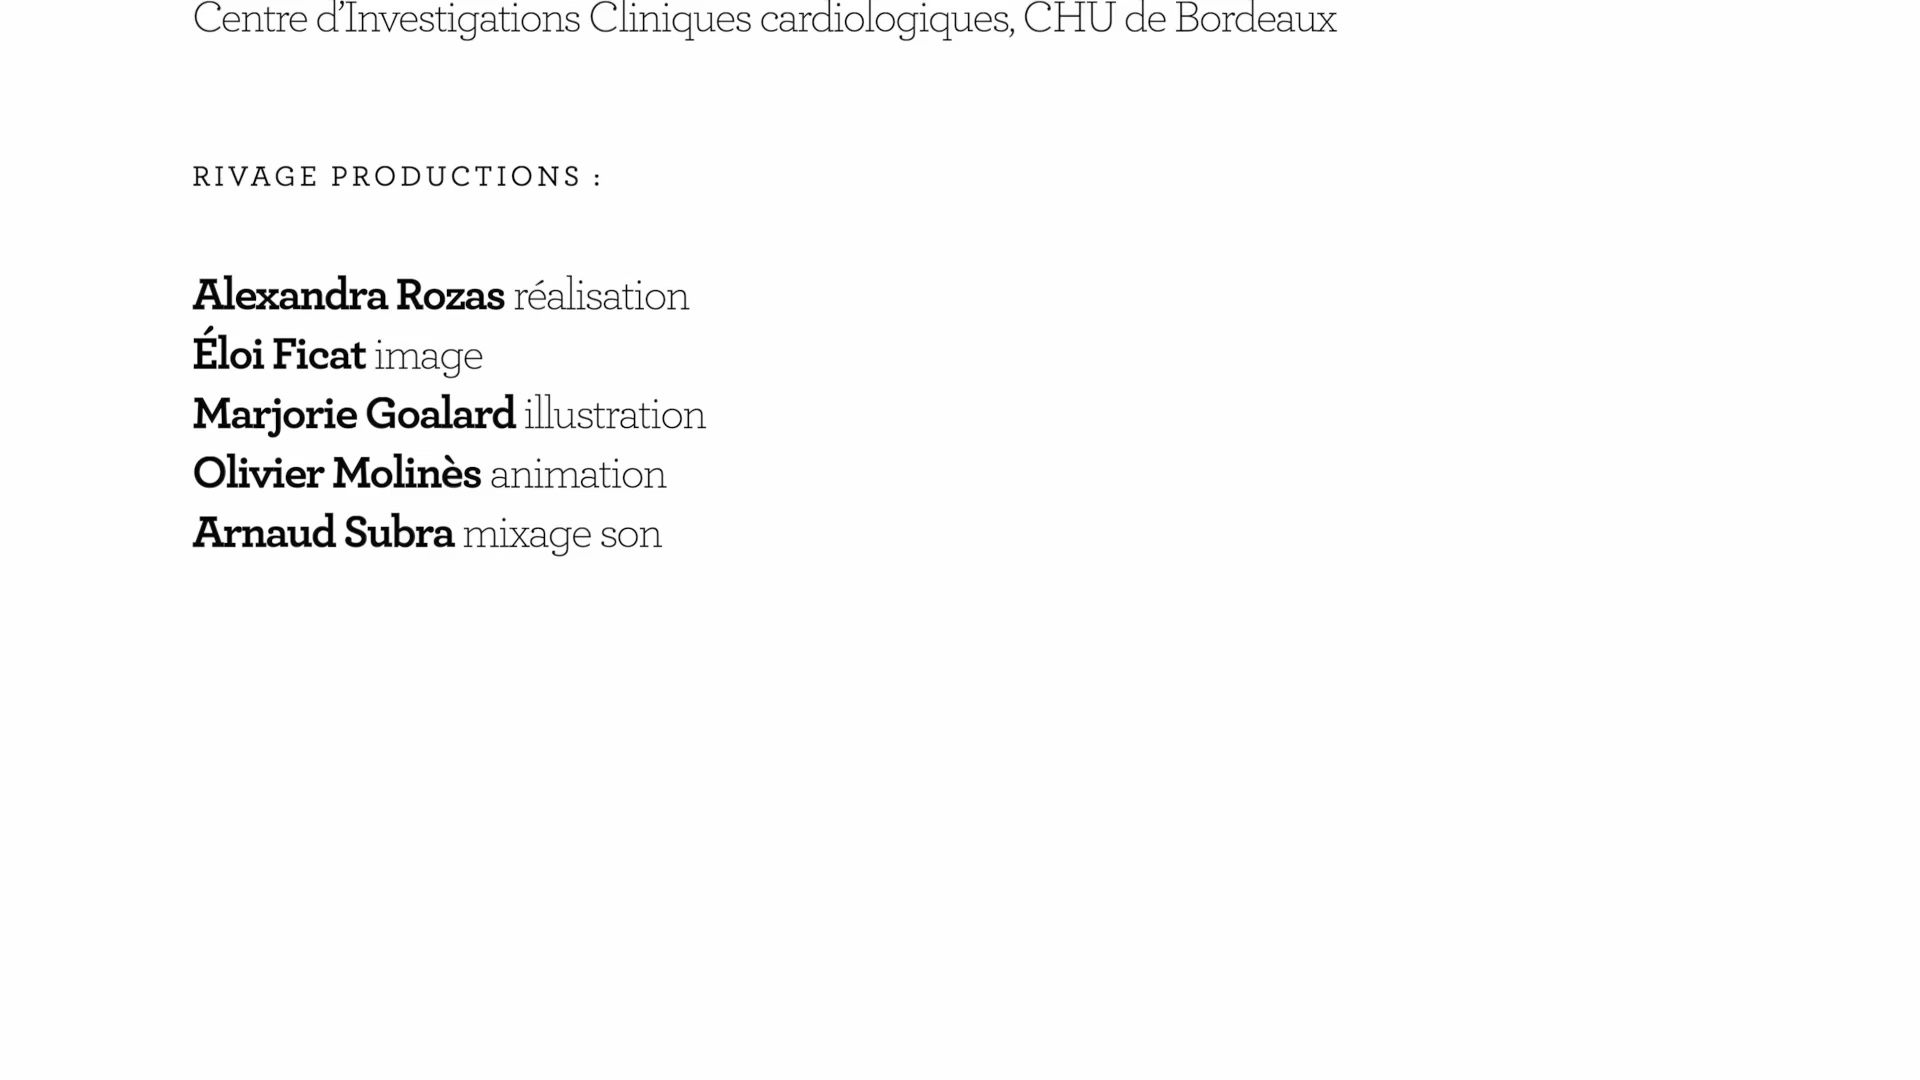 Centre d’Investigations Cliniques cardiologiques, CHU de Bordeaux
RIVAGE PRODUCTIONS :
Alexandra Rozas réalisation
Éloi Ficat image
Marjorie Goalard illustration
Olivier Molinès animation
Arnaud Subra mixage son